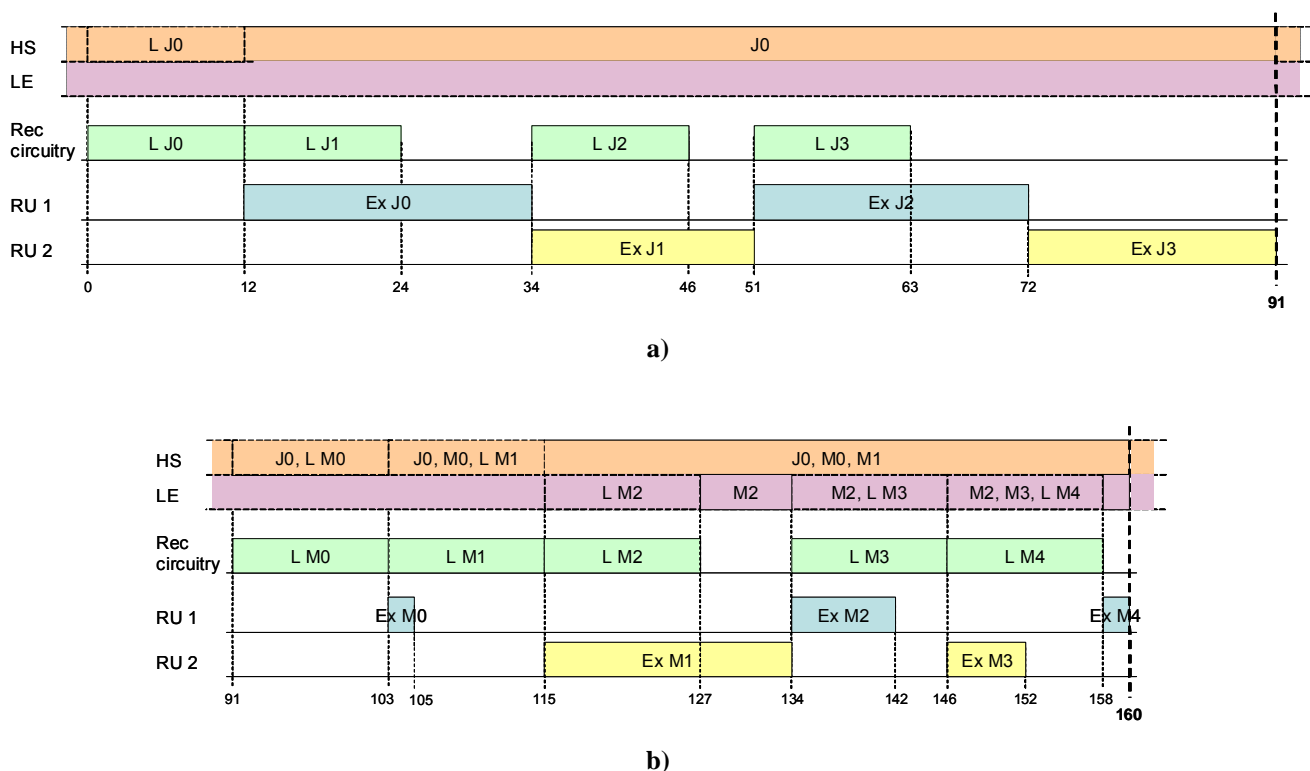 HS L J0 J0
LE
Rec
circuitry L J0 L J1 L J2 L J3
RU 1 Ex J0 Ex J2
RU 2 Ex J1 Ex J3
0 12 24 34 46 51 63 72 91
a)
HS J0, L M0 J0, M0, L M1 J0, M0, M1
LE L M2 M2 M2, L M3 M2, M3, L M4
Rec
circuitry L M0 L M1 L M2 L M3 L M4
RU 1 Ex M0 Ex M2 Ex M4
RU 2 Ex M1 Ex M3
91 103 105 115 127 134 142 146 152 158 160
b)